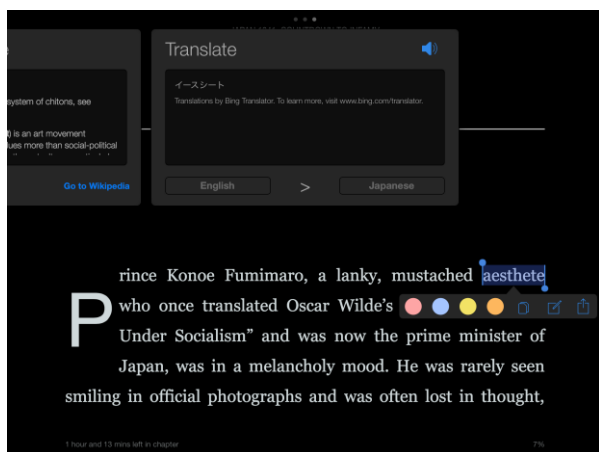 Translate
イースシート
Translations by Bing Translator. To learn more, visit www.bing.com/translator.
English > Japanese
e
system of chitons, see
) is an art movement
lues more than social-political
Go to Wikipedia
Prince Konoe Fumimaro, a lanky, mustached aesthete
who once translated Oscar Wilde's
Under Socialism” and was now the prime minister of
Japan, was in a melancholy mood. He was rarely seen
smiling in official photographs and was often lost in thought,
1 hour and 13 mins left in chapter
7%